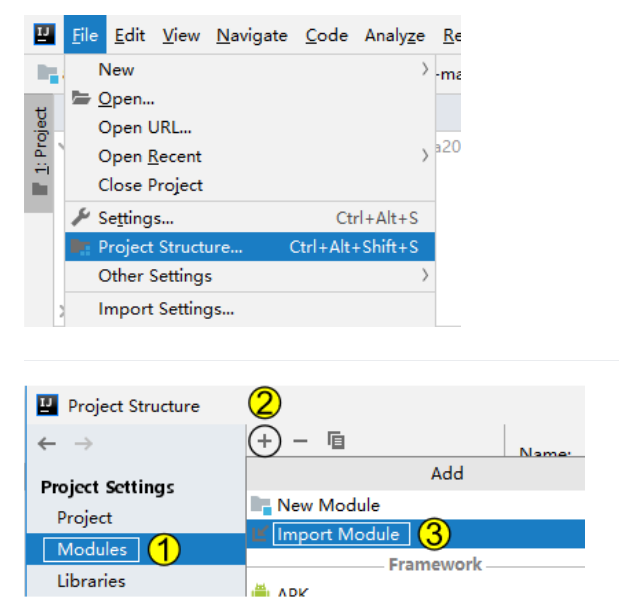 File Edit View Navigate Code Analyze Re
New
-ma
Open...
Open URL...
1: Project
Open Recent
a20
Close Project
Settings... Ctrl+Alt+S
Project Structure... Ctrl+Alt+Shift+S
Other Settings
Import Settings...
Project Structure
2
Name:
Add
Project Settings
New Module
Project
Import Module 3
Modules 1
Framework
Libraries
APK